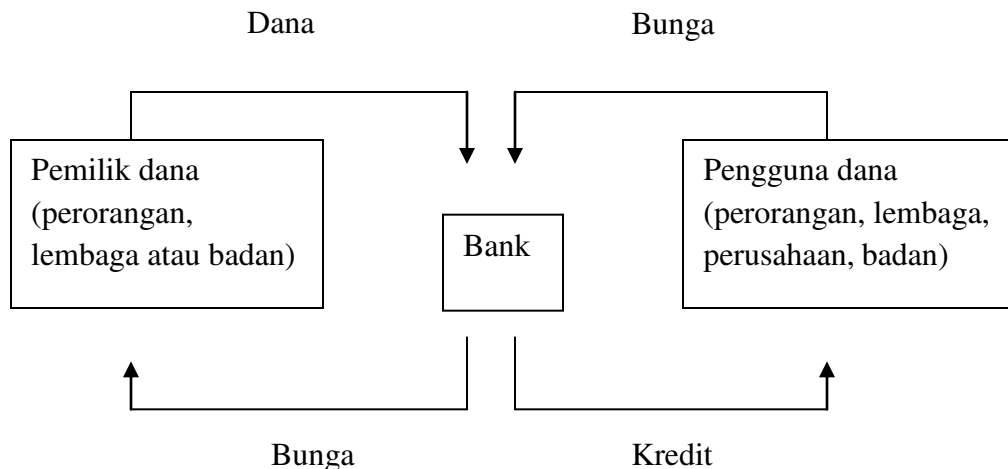 Dana
Bunga
Pemilik dana
(perorangan,
lembaga atau badan)
Bank
Pengguna dana
(perorangan, lembaga,
perusahaan, badan)
Bunga
Kredit